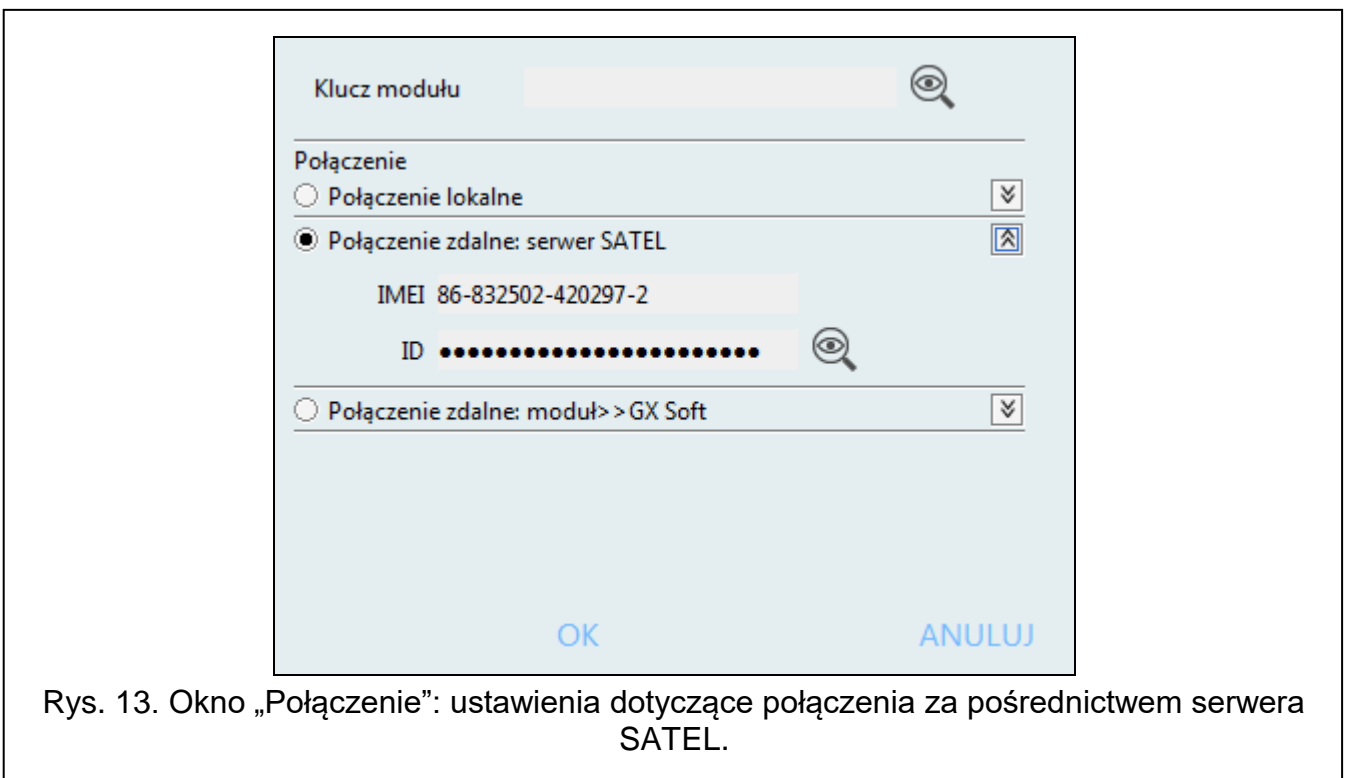 Klucz modułu
Połączenie
Połączenie lokalne
Połączenie zdalne: serwer SATEL
IMEI 86-832502-420297-2
ID •••••••••••••••••••••••
Połączenie zdalne: moduł>>GX Soft
OK ANULUJ
Rys. 13. Okno „Połączenie”: ustawienia dotyczące połączenia za pośrednictwem serwera
SATEL.